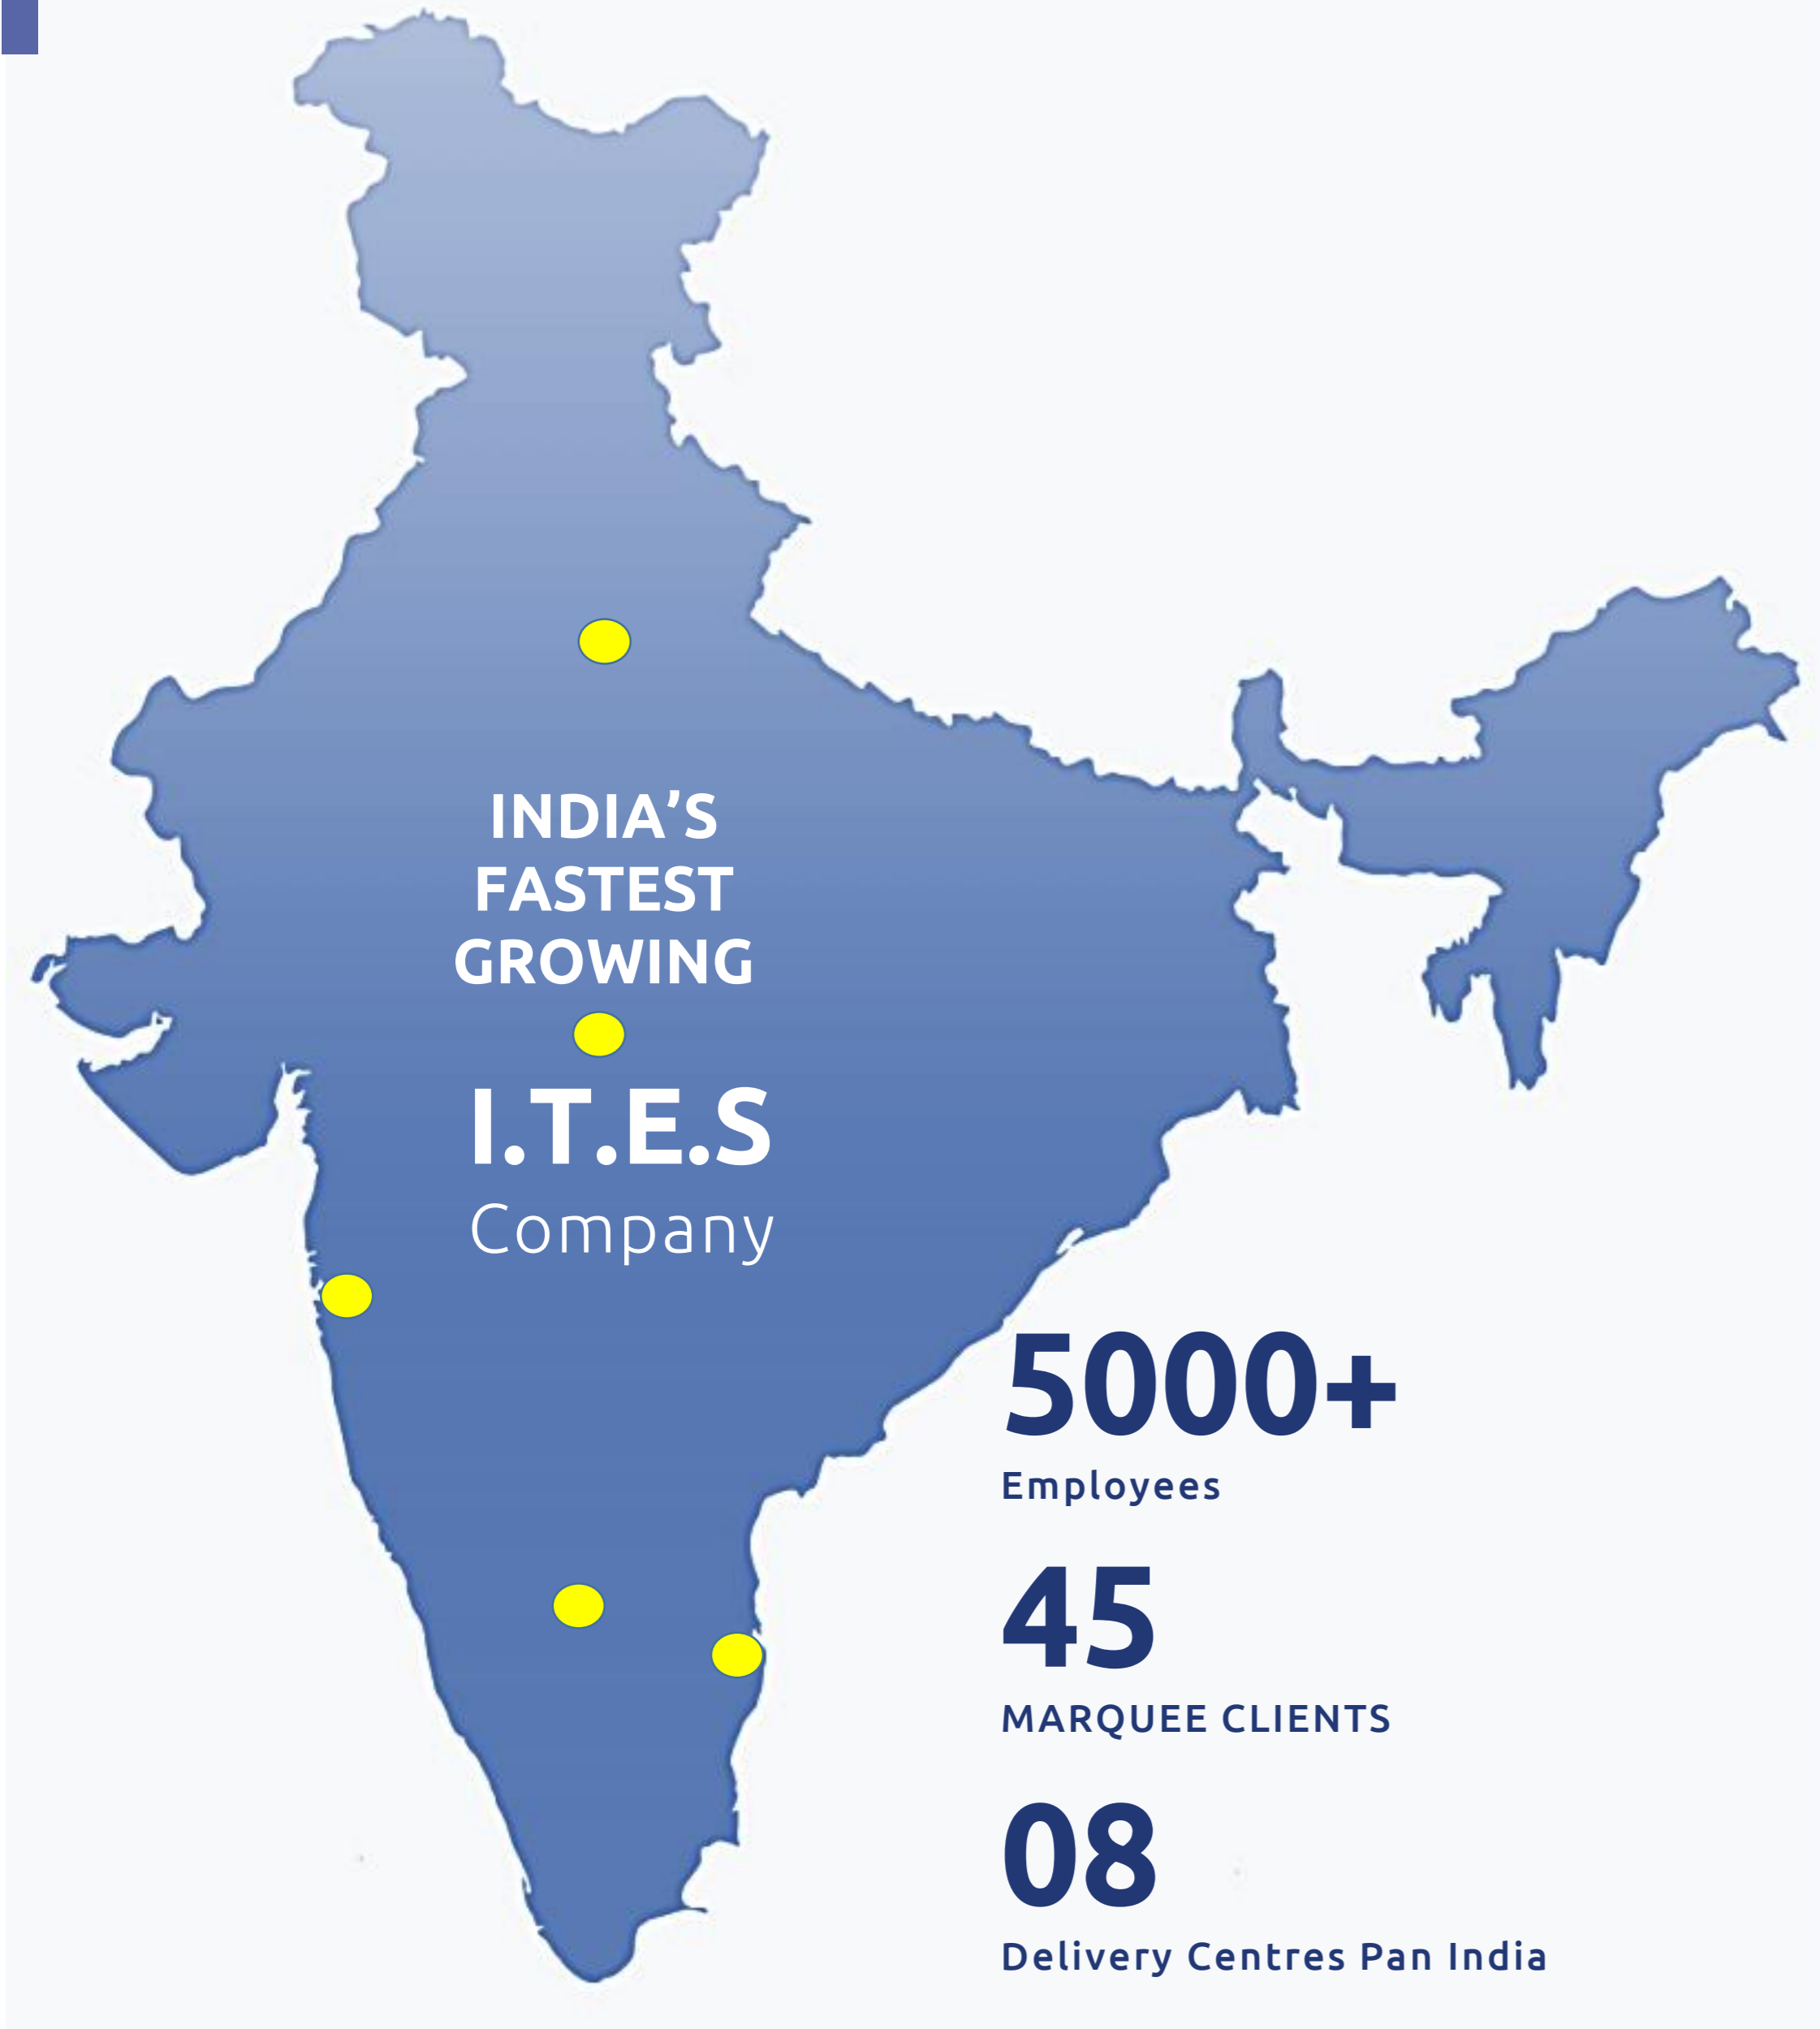 INDIA’S
FASTEST
GROWING
I.T.E.S
Company
5000+
Employees
45
MARQUEE CLIENTS
08
Delivery Centres Pan India